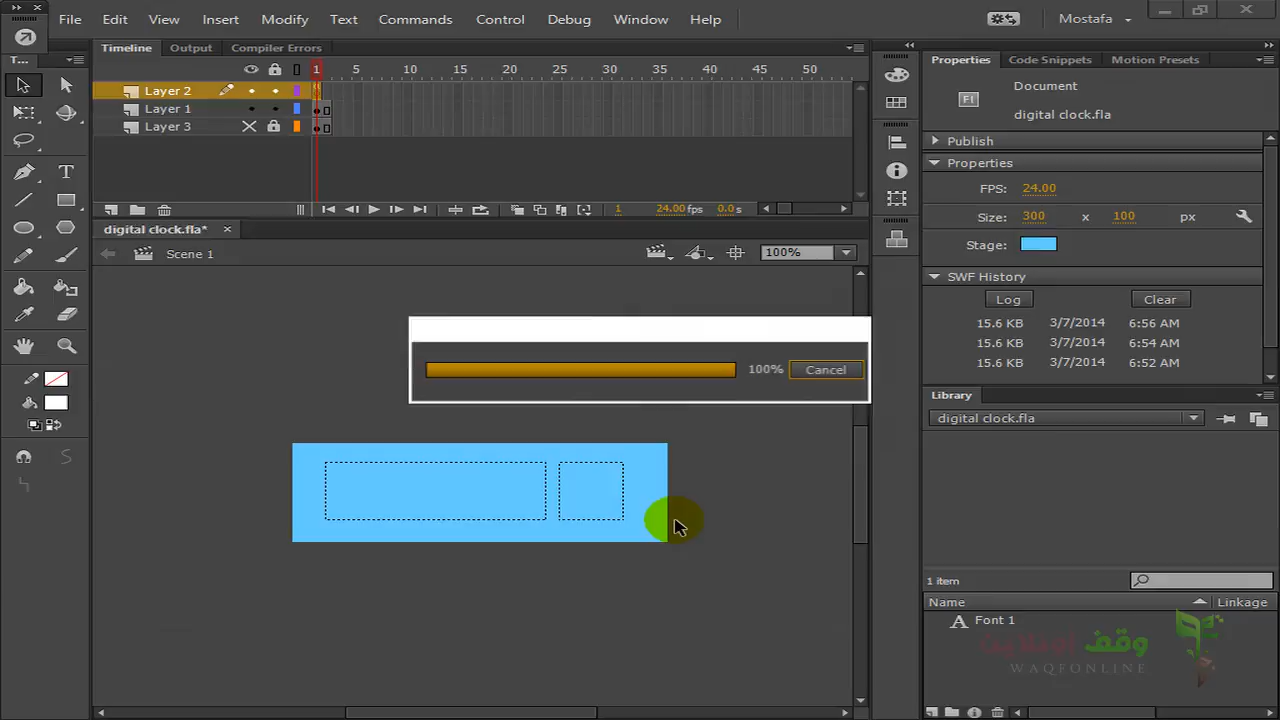 File Edit View Insert Modify Text Commands Control Debug Window Help
Mostafa
T...
Timeline Output Compiler Errors
1 5 10 15 20 25 30 35 40 45 50
Layer 2
Layer 1
Layer 3
1 24.00 fps 0.0 s
digital clock.fla*
Scene 1
100%
100% Cancel
Properties Code Snippets Motion Presets
Fl
Document
digital clock.fla
Publish
Properties
FPS: 24.00
Size: 300 x 100 px
Stage:
SWF History
Log Clear
15.6 KB 3/7/2014 6:56 AM
15.6 KB 3/7/2014 6:54 AM
15.6 KB 3/7/2014 6:52 AM
Library
digital clock.fla
1 item
Name Linkage
A Font 1
وقف أونلاين
WAQFONLINE